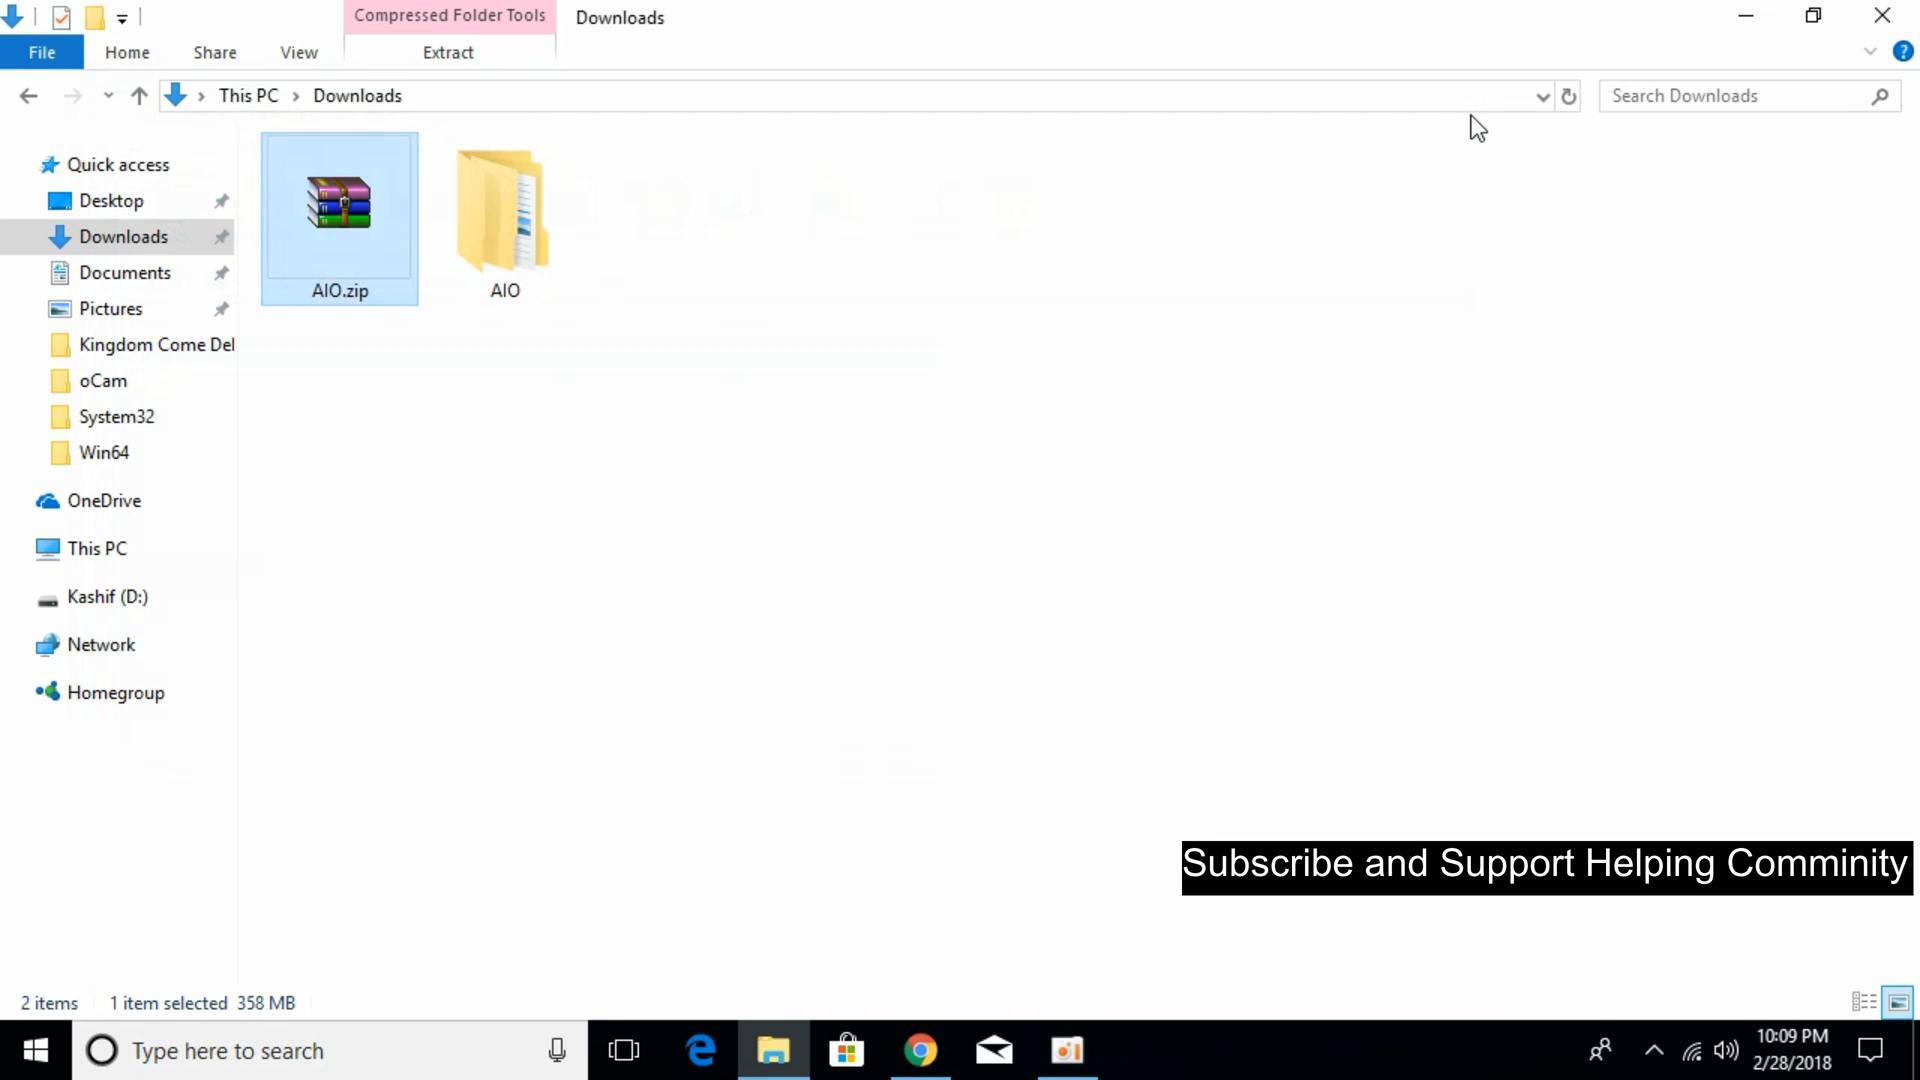 Compressed Folder Tools
Downloads
File
Home
Share
View
Extract
This PC
Downloads
Search Downloads
Quick access
Desktop
Downloads
Documents
Pictures
Kingdom Come Del
oCam
System32
Win64
OneDrive
This PC
Kashif (D:)
Network
Homegroup
AIO.zip
AIO
Subscribe and Support Helping Comminity
2 items
1 item selected 358 MB
Type here to search
10:09 PM
2/28/2018